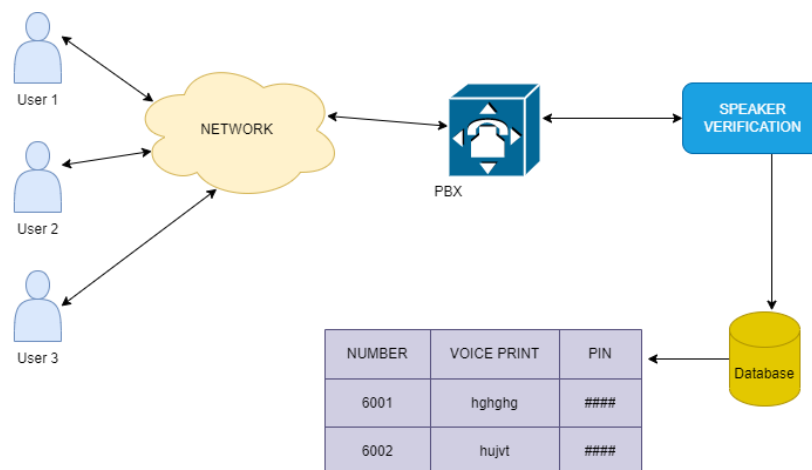 User 1
NETWORK
User 2
User 3
PBX
SPEAKER
VERIFICATION
Database
NUMBER VOICE PRINT PIN
6001 hghghg ####
6002 hujvt ####